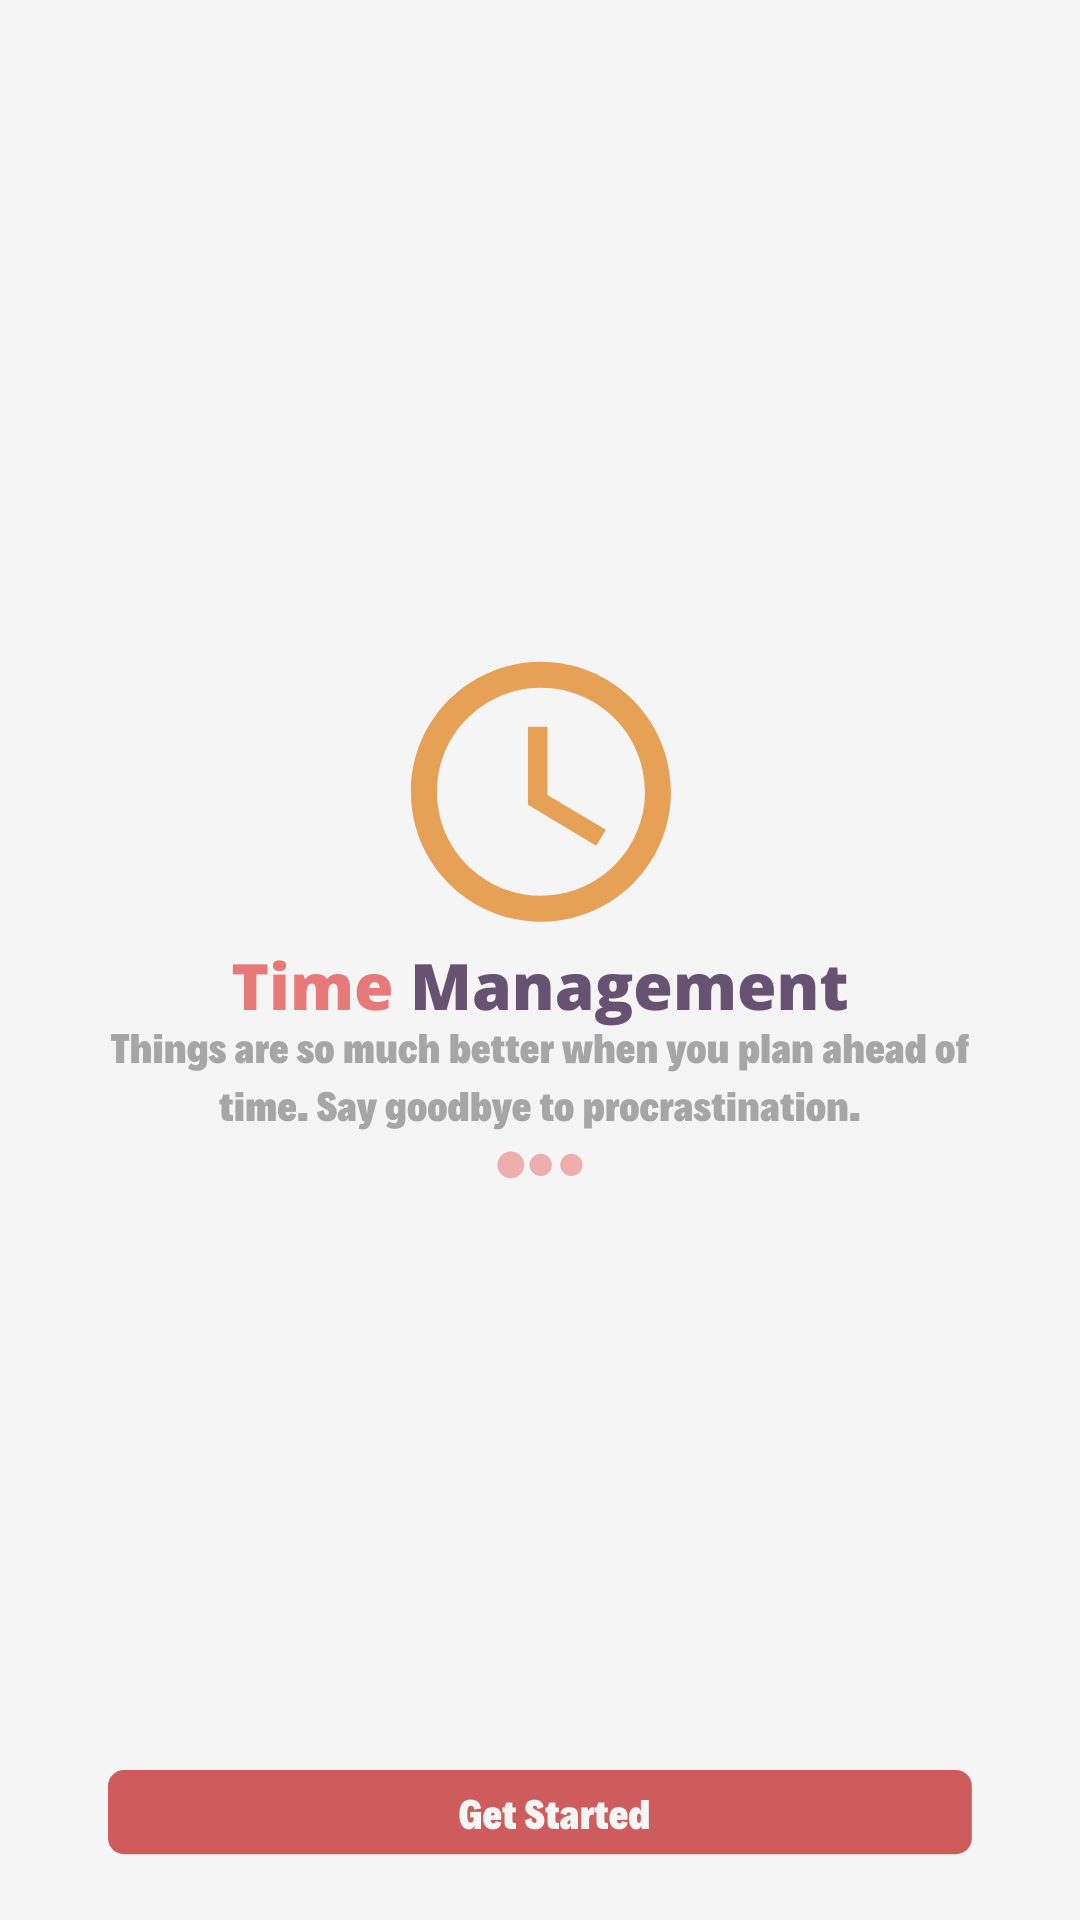 Time Management
Things are so much better when you plan ahead of
time. Say goodbye to procrastination.
Get Started